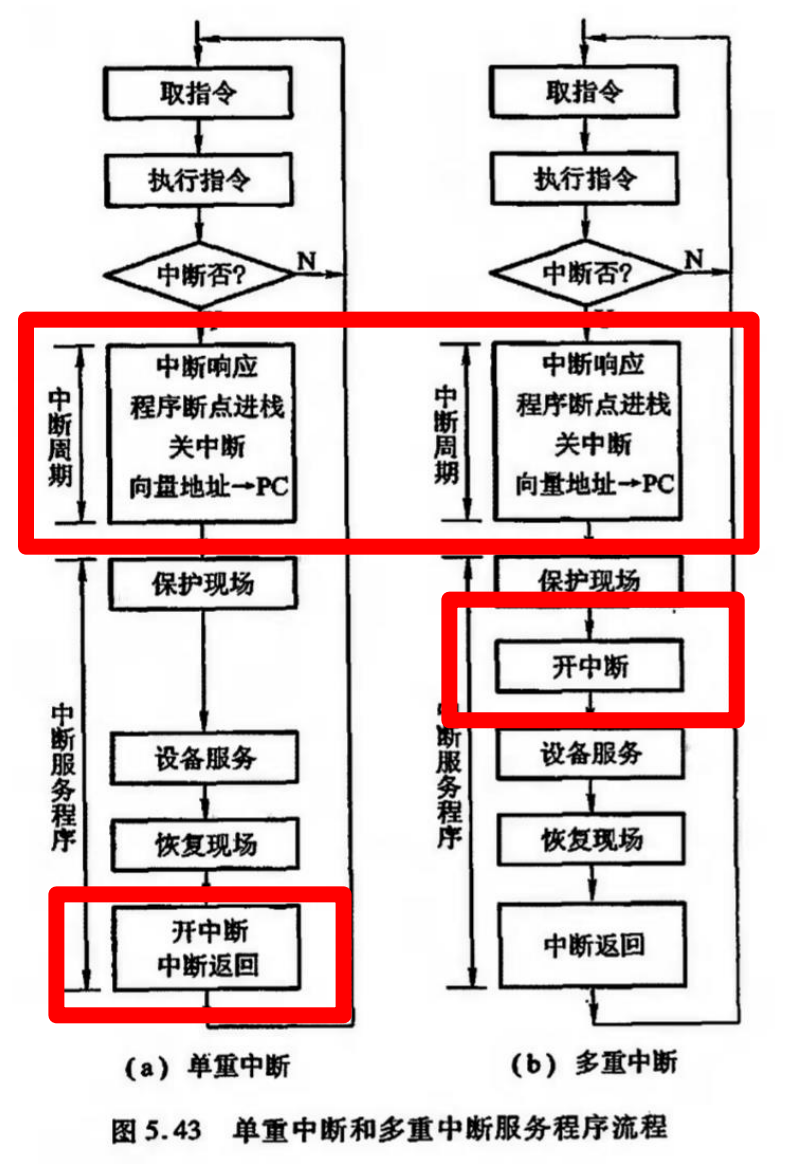 取指令
执行指令
中断否?
N
中断响应
程序断点进栈
关中断
向量地址→PC
中断周期
保护现场
设备服务
恢复现场
开中断
中断返回
中断服务程序
(a) 单重中断
取指令
执行指令
中断否?
N
中断响应
程序断点进栈
关中断
向量地址→PC
中断周期
保护现场
开中断
设备服务
恢复现场
中断返回
断服务程序
(b) 多重中断
图 5.43 单重中断和多重中断服务程序流程